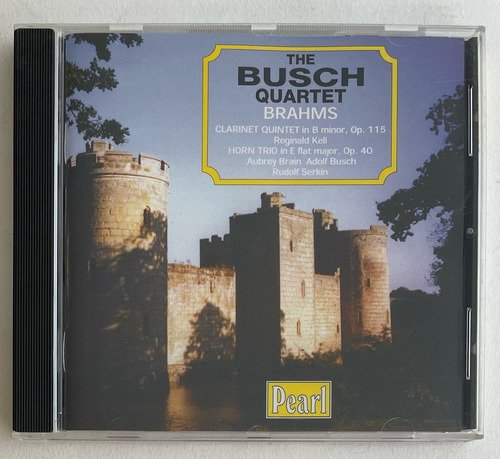 THE
BUSCH
QUARTET
BRAHMS
CLARINET QUINTET in B minor, Op. 115
Reginald Kell
HORN TRIO in E flat major, Op. 40
Aubrey Brain Adolf Busch
Rudolf Serkin
Pearl